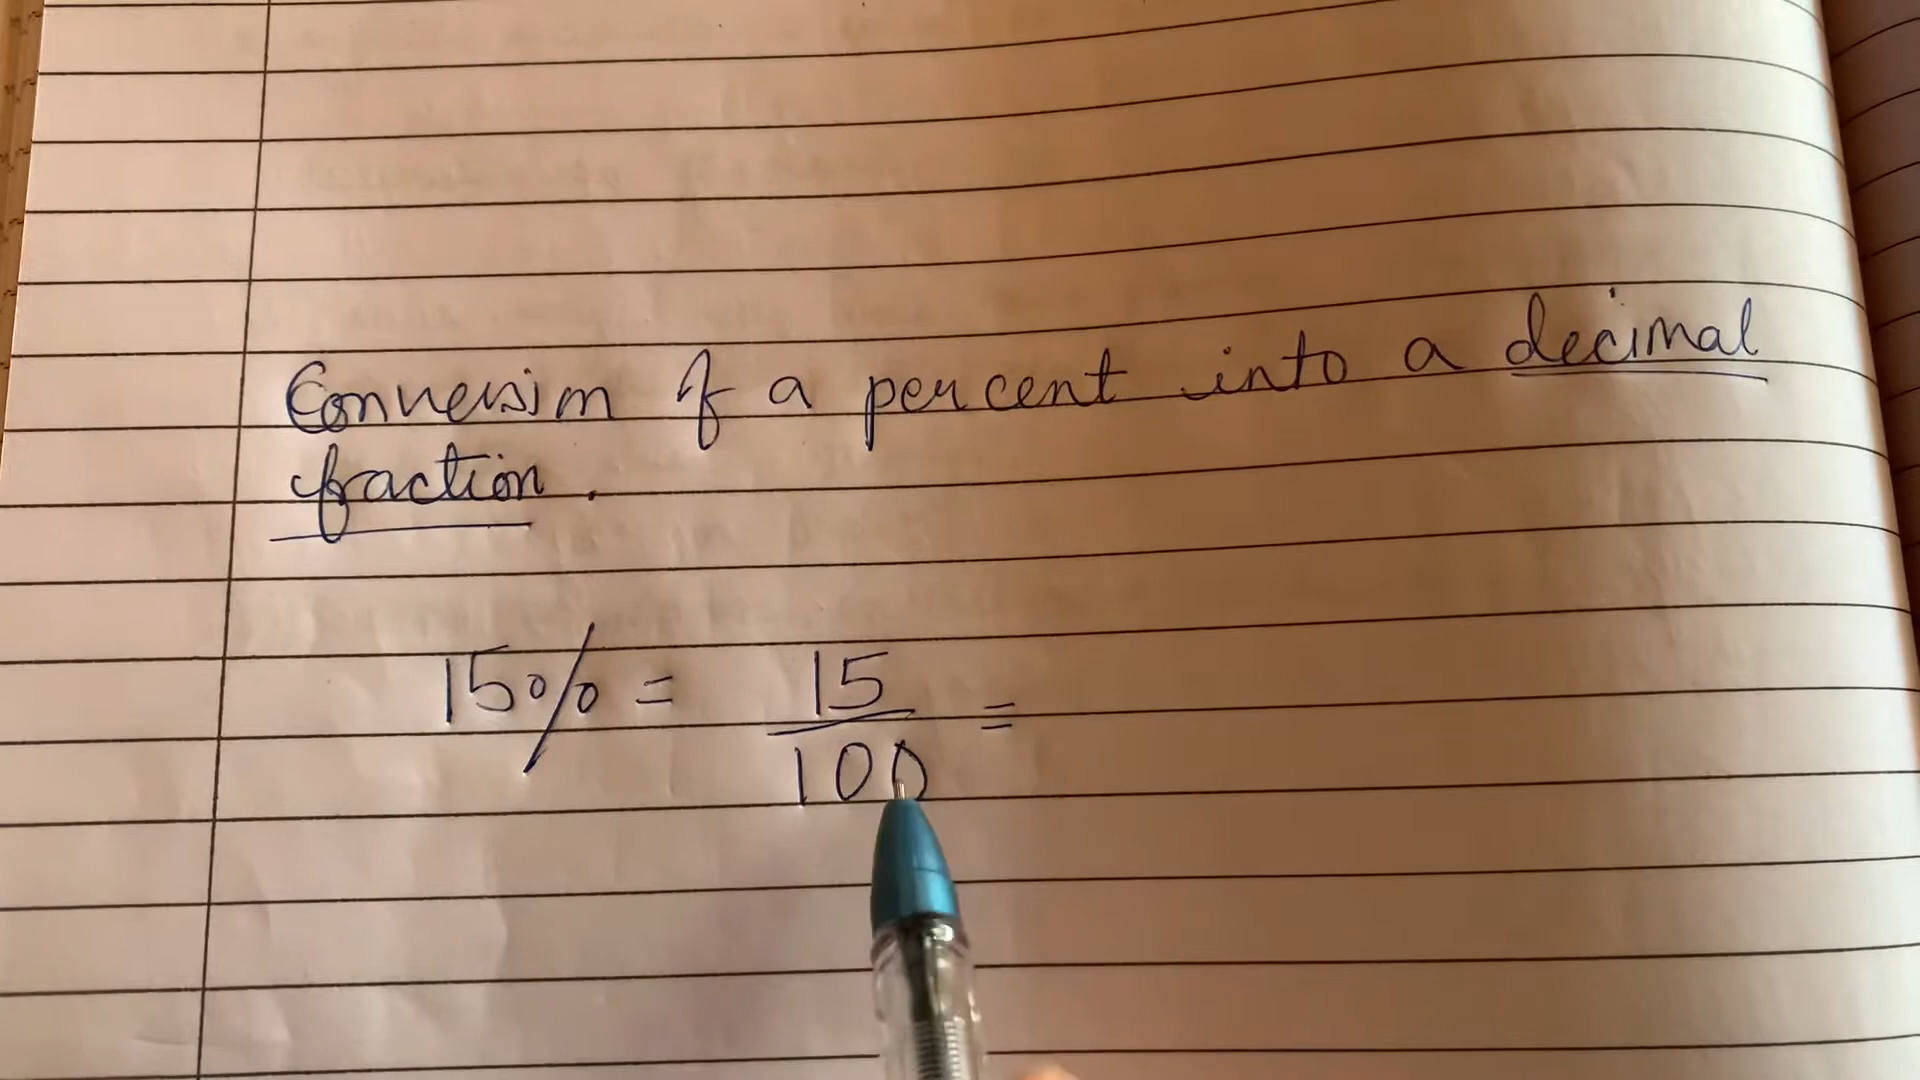 Conversion of a percent into a decimal
fraction.
15% = 15/100 =